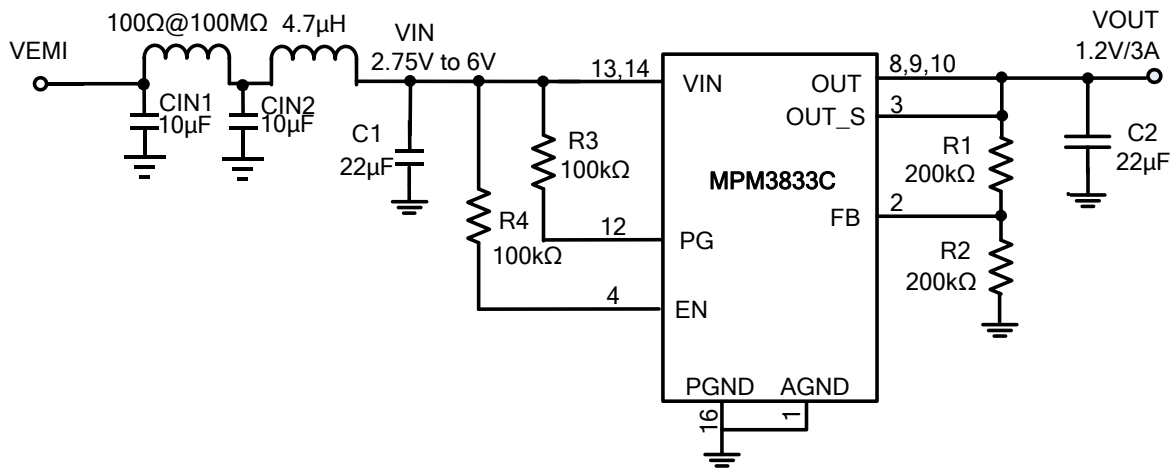 100Ω@100MΩ
4.7µH
VEMI
CIN1
10µF
CIN2
10µF
VIN
2.75V to 6V
C1
22µF
R3
100kΩ
R4
100kΩ
13,14
12
4
VIN
PG
EN
MPM3833C
OUT
OUT_S
FB
PGND
AGND
16
1
8,9,10
3
2
R1
200kΩ
R2
200kΩ
VOUT
1.2V/3A
C2
22µF